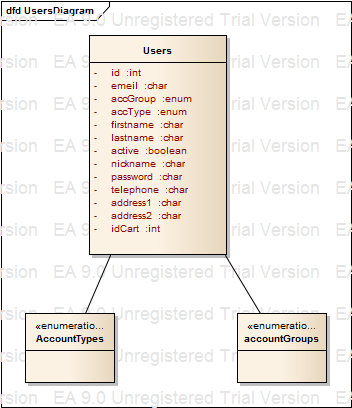 dfd UsersDiagram
Users
- id :int
- emeil :char
- accGroup :enum
- accType :enum
- firstname :char
- lastname :char
- active :boolean
- nickname :char
- password :char
- telephone :char
- address1 :char
- address2 :char
- idCart :int
«enumeratio...
AccountTypes
«enumeratio...
accountGroups
EA 9.0 Unregistered Trial Version